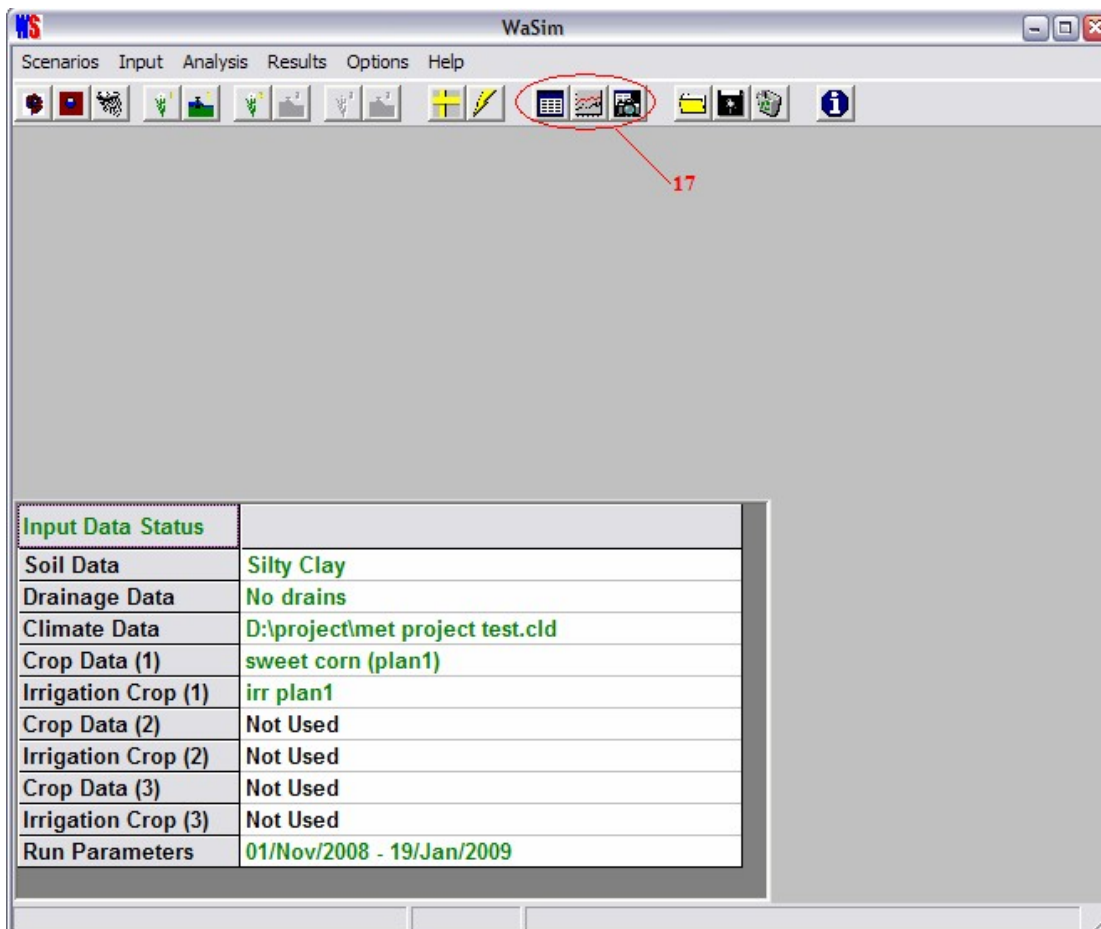 WS WaSim
Scenarios Input Analysis Results Options Help
17
Input Data Status
Soil Data Silty Clay
Drainage Data No drains
Climate Data D:\project\met project test.cld
Crop Data (1) sweet corn (plan1)
Irrigation Crop (1) irr plan1
Crop Data (2) Not Used
Irrigation Crop (2) Not Used
Crop Data (3) Not Used
Irrigation Crop (3) Not Used
Run Parameters 01/Nov/2008 - 19/Jan/2009